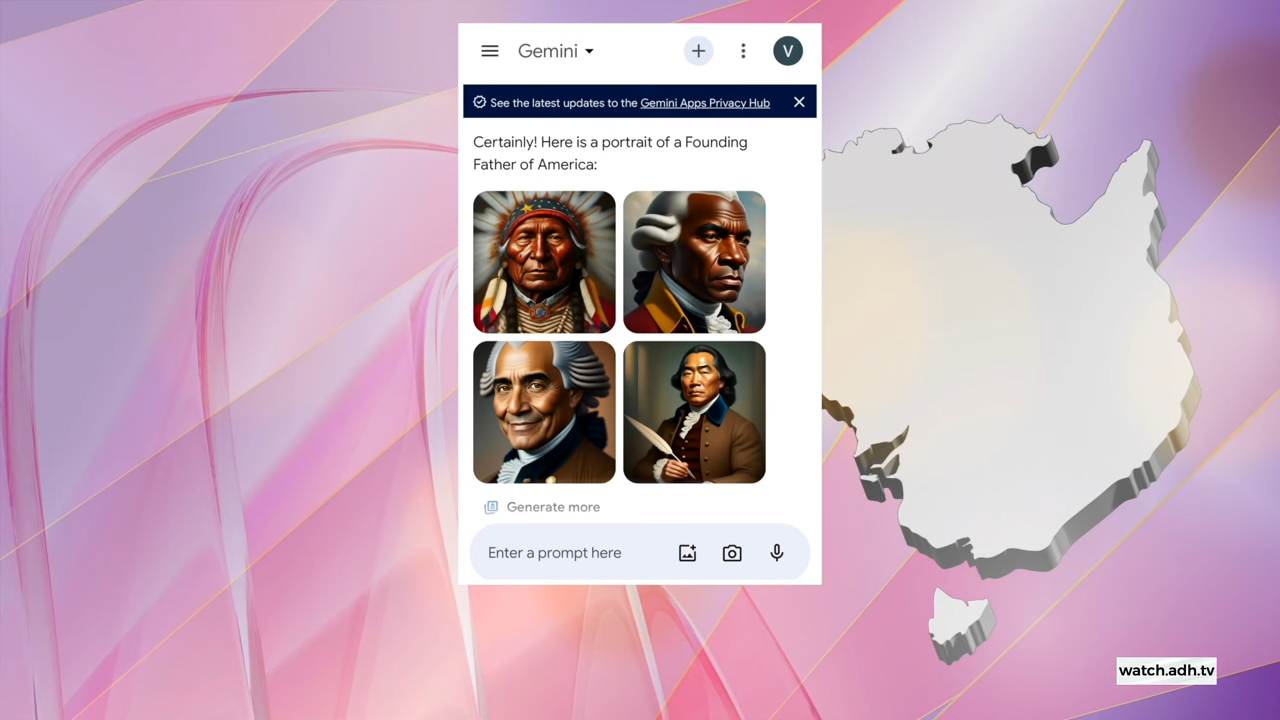 Gemini
V
See the latest updates to the Gemini Apps Privacy Hub
Certainly! Here is a portrait of a Founding
Father of America:
Generate more
Enter a prompt here
watch.adh.tv